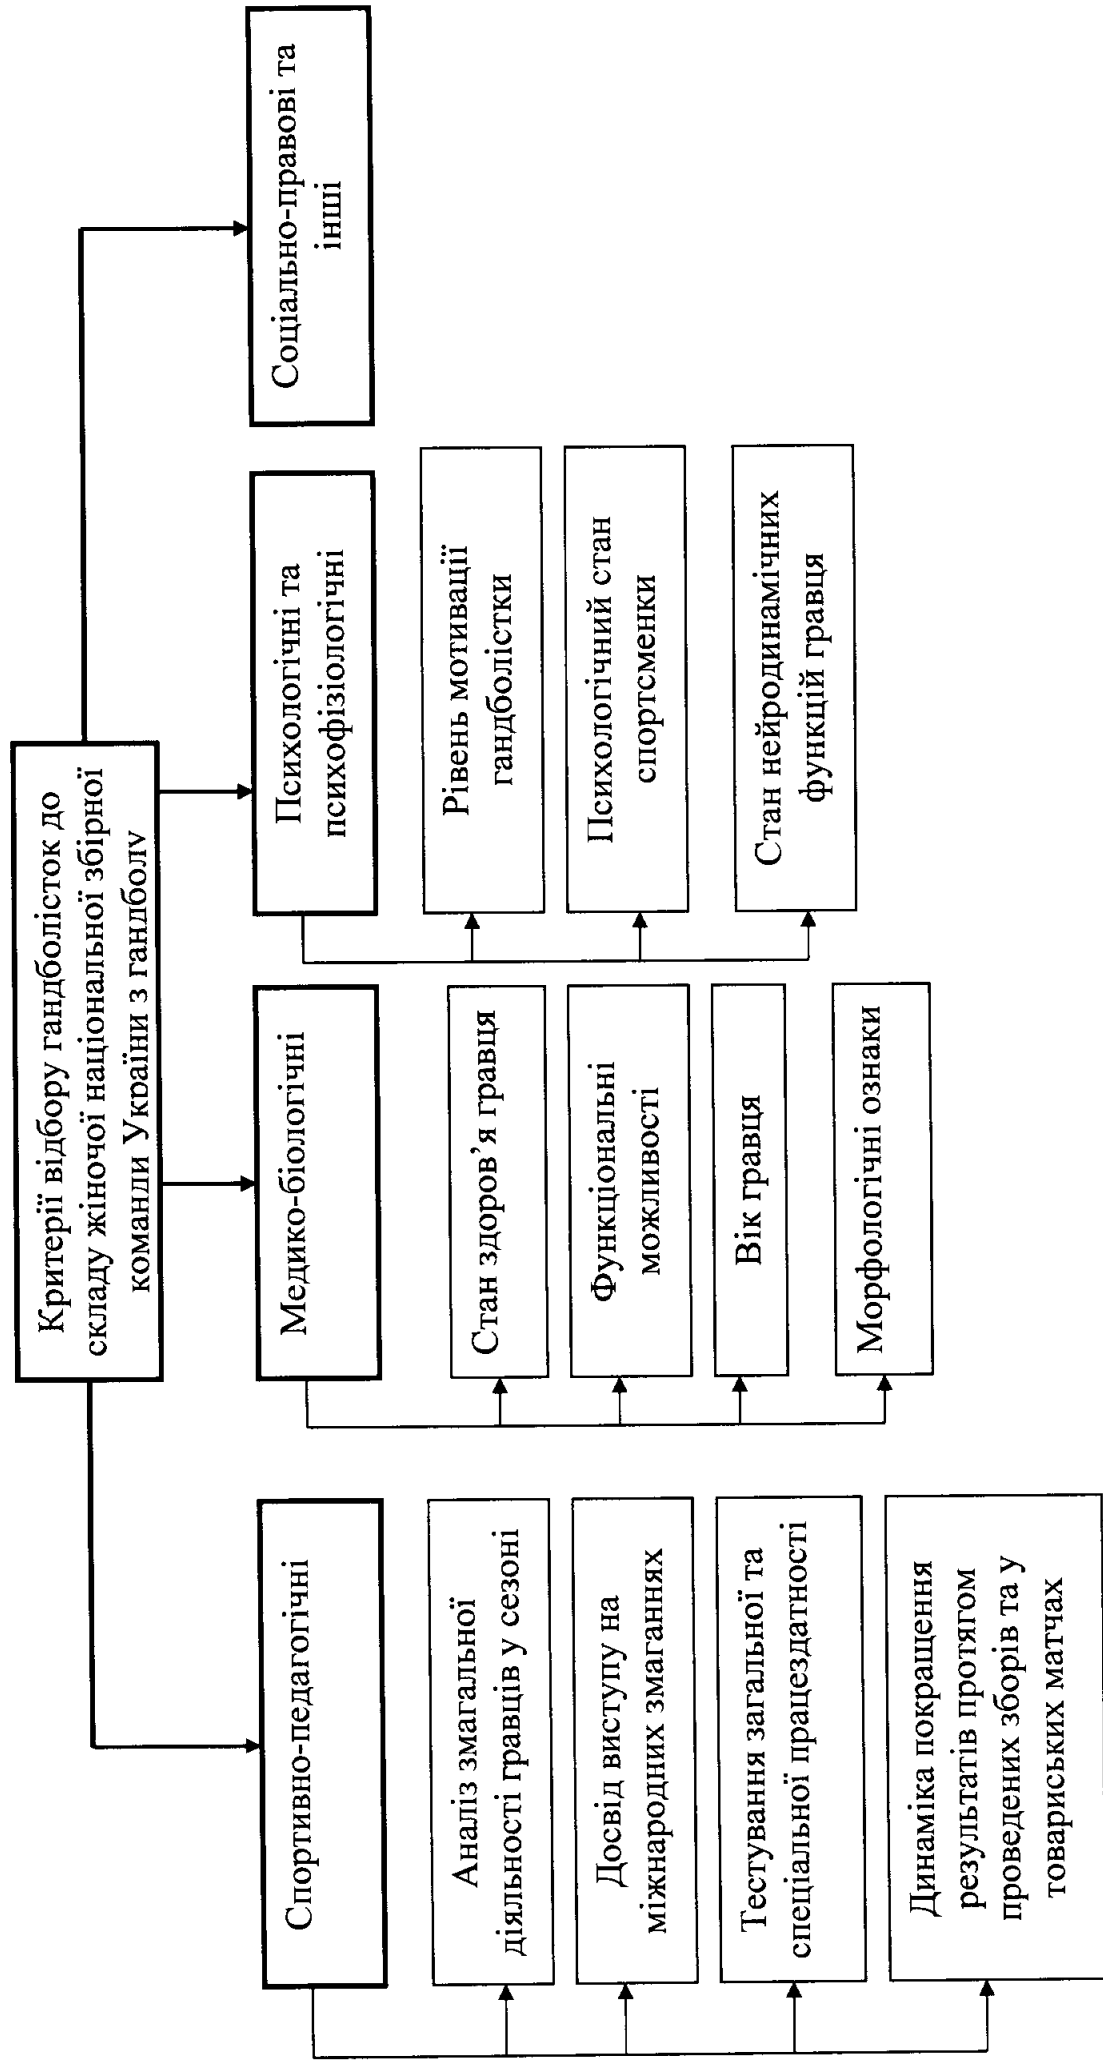 Критерії відбору гандболісток до
складу жіночої національної збірної
команди України з гандболу
Спортивно-педагогічні
Аналіз змагальної
діяльності гравців у сезоні
Досвід виступу на
міжнародних змаганнях
Тестування загальної та
спеціальної працездатності
Динаміка покращення
результатів протягом
проведених зборів та у
товариських матчах
Медико-біологічні
Стан здоров’я гравця
Функціональні
можливості
Вік гравця
Морфологічні ознаки
Психологічні та
психофізіологічні
Рівень мотивації
гандболістки
Психологічний стан
спортсменки
Стан нейродинамічних
функцій гравця
Соціально-правові та
інші